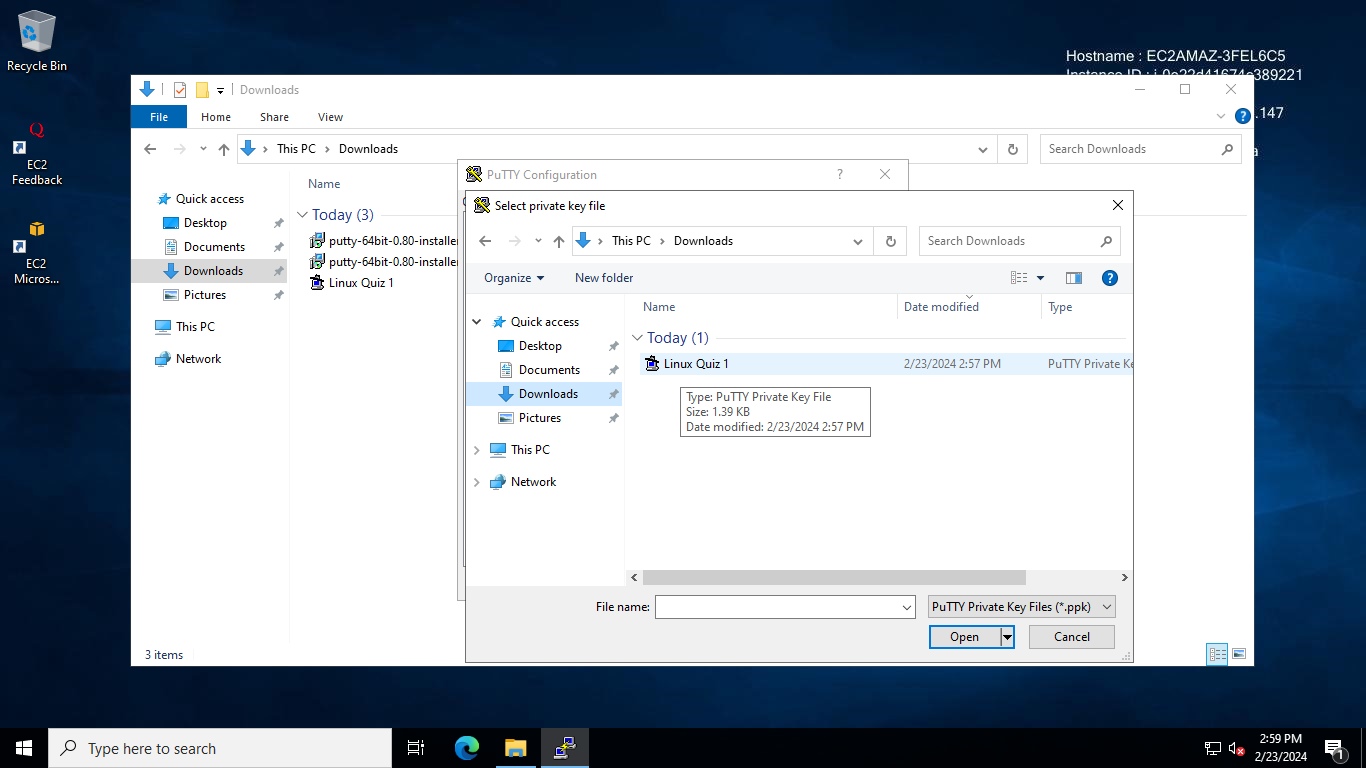 Recycle Bin
EC2
Feedback
EC2
Micros...
Hostname : EC2AMAZ-3FEL6C5
.147
Downloads
File
Home
Share
View
This PC
Downloads
Search Downloads
Quick access
Desktop
Documents
Downloads
Pictures
This PC
Network
Name
Today (3)
putty-64bit-0.80-installer
putty-64bit-0.80-installer
Linux Quiz 1
3 items
PuTTY Configuration
?
Select private key file
This PC
Downloads
Search Downloads
Organize
New folder
Quick access
Desktop
Documents
Downloads
Pictures
This PC
Network
Name
Date modified
Type
Today (1)
Linux Quiz 1
2/23/2024 2:57 PM
PuTTY Private Ke
Type: PuTTY Private Key File
Size: 1.39 KB
Date modified: 2/23/2024 2:57 PM
File name:
PuTTY Private Key Files (*.ppk)
Open
Cancel
Type here to search
2:59 PM
2/23/2024
1